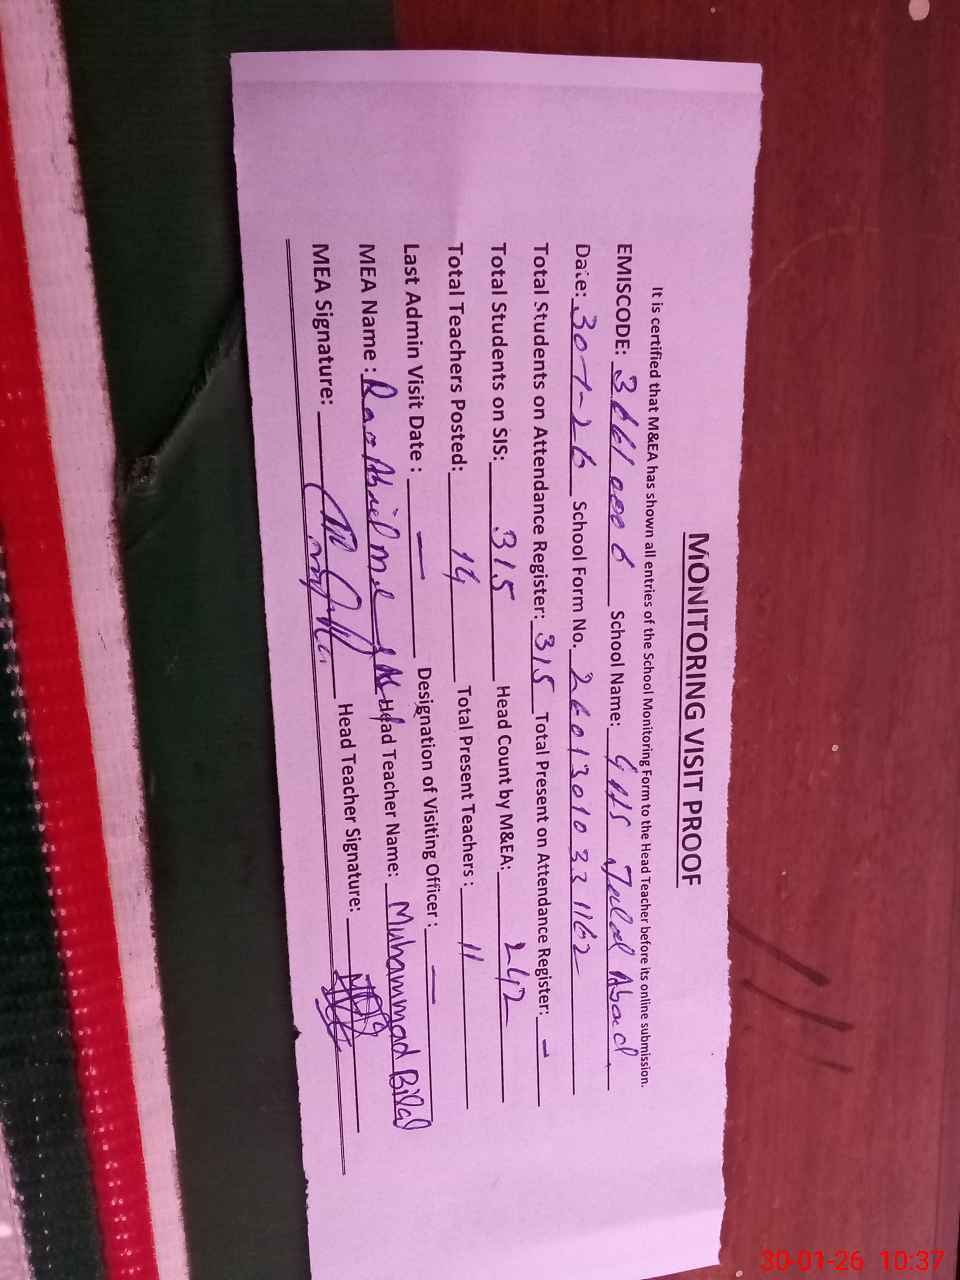 MONITORING VISIT PROOF
It is certified that M&EA has shown all entries of the School Monitoring Form to the Head Teacher before its online submission.
EMISCODE: School Name: GHS Jalal Abad
Date: 30-1-26 School Form No. 26013010331162
Total Students on Attendance Register: 315 Total Present on Attendance Register: -
Total Students on SIS: 315 Head Count by M&EA: 242
Total Teachers Posted: 14 Total Present Teachers : 11
Last Admin Visit Date : — Designation of Visiting Officer : —
MEA Name : Rao Head Teacher Name: Muhammad Bilal
MEA Signature: Head Teacher Signature:
30-01-26 10:37